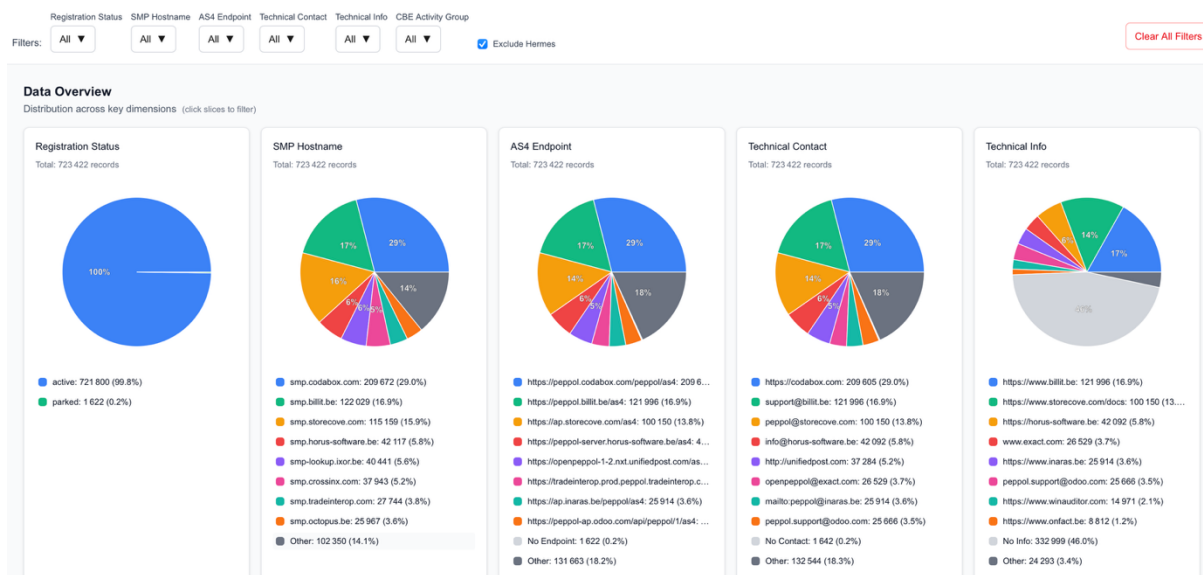 Registration Status SMP Hostname AS4 Endpoint Technical Contact Technical Info CBE Activity Group
Filters: All ▼ All ▼ All ▼ All ▼ All ▼ All ▼ Exclude Hermes Clear All Filters
Data Overview
Distribution across key dimensions (click slices to filter)
Registration Status
Total: 723 422 records
100%
active: 721 800 (99.8%)
parked: 1 622 (0.2%)
SMP Hostname
Total: 723 422 records
29%
17%
16%
6%
6%
5%
14%
smp.codabox.com: 209 672 (29.0%)
smp.billit.be: 122 029 (16.9%)
smp.storecove.com: 115 159 (15.9%)
smp.horus-software.be: 42 117 (5.8%)
smp-lookup.ixor.be: 40 441 (5.6%)
smp.crossinx.com: 37 943 (5.2%)
smp.tradeinterop.com: 27 744 (3.8%)
smp.octopus.be: 25 967 (3.6%)
Other: 102 350 (14.1%)
AS4 Endpoint
Total: 723 422 records
29%
17%
14%
6%
5%
18%
https://peppol.codabox.com/peppol/as4: 209 6...
https://peppol.billit.be/as4: 121 996 (16.9%)
https://ap.storecove.com/as4: 100 150 (13.8%)
https://peppol-server.horus-software.be/as4: 4...
https://openpeppol-1-2.nxt.unifiedpost.com/as...
https://tradeinterop.prod.peppol.tradeinterop.c...
https://ap.inaras.be/peppol/as4: 25 914 (3.6%)
https://peppol-ap.odoo.com/api/peppol/1/as4: ...
No Endpoint: 1 622 (0.2%)
Other: 131 663 (18.2%)
Technical Contact
Total: 723 422 records
29%
17%
14%
6%
5%
18%
https://codabox.com: 209 605 (29.0%)
support@billit.be: 121 996 (16.9%)
peppol@storecove.com: 100 150 (13.8%)
info@horus-software.be: 42 092 (5.8%)
http://unifiedpost.com: 37 284 (5.2%)
openpeppol@exact.com: 26 529 (3.7%)
mailto:peppol@inaras.be: 25 914 (3.6%)
peppol.support@odoo.com: 25 666 (3.5%)
No Contact: 1 642 (0.2%)
Other: 132 544 (18.3%)
Technical Info
Total: 723 422 records
17%
14%
6%
https://www.billit.be: 121 996 (16.9%)
https://www.storecove.com/docs: 100 150 (13....
https://horus-software.be: 42 092 (5.8%)
www.exact.com: 26 529 (3.7%)
https://www.inaras.be: 25 914 (3.6%)
peppol.support@odoo.com: 25 666 (3.5%)
https://www.winauditor.com: 14 971 (2.1%)
https://www.onfact.be: 8 812 (1.2%)
No Info: 332 999 (46.0%)
Other: 24 293 (3.4%)